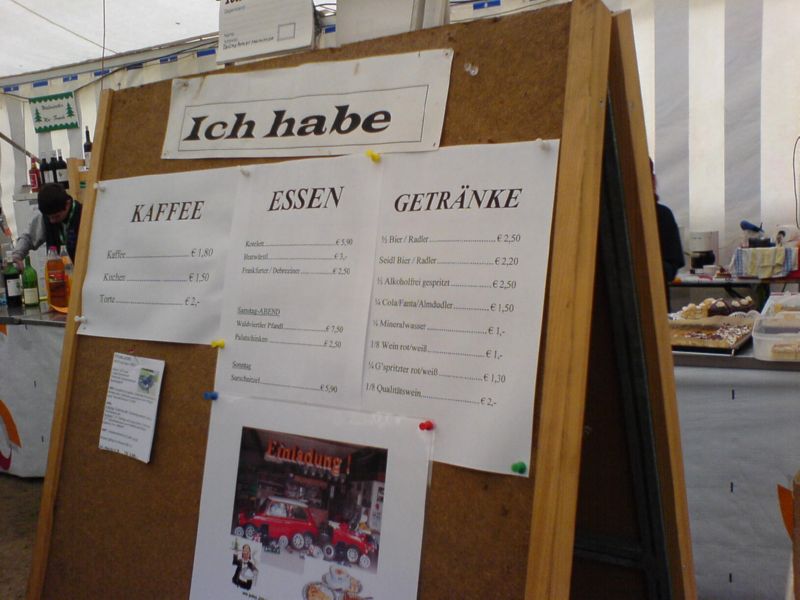 Ich habe
KAFFEE
Kaffee ........ € 1,80
Kuchen ........ € 1,50
Torte ........ € 2,-
ESSEN
Kotelett ........ € 5,90
Bratwürstl ........ € 3,-
Frankfurter / Debreziner ........ € 2,50
Samstag-ABEND
Waldviertler Pfandl ........ € 7,50
Palatschinken ........ € 2,50
Sonntag
Surschnitzel ........ € 5,90
GETRÄNKE
½ Bier / Radler ........ € 2,50
Seidl Bier / Radler ........ € 2,20
½ Alkoholfrei gespritzt ........ € 2,50
¼ Cola/Fanta/Almdudler ........ € 1,50
¼ Mineralwasser ........ € 1,-
1/8 Wein rot/weiß ........ € 1,-
¼ G'spritzter rot/weiß ........ € 1,30
1/8 Qualitätswein ........ € 2,-
Einladung!